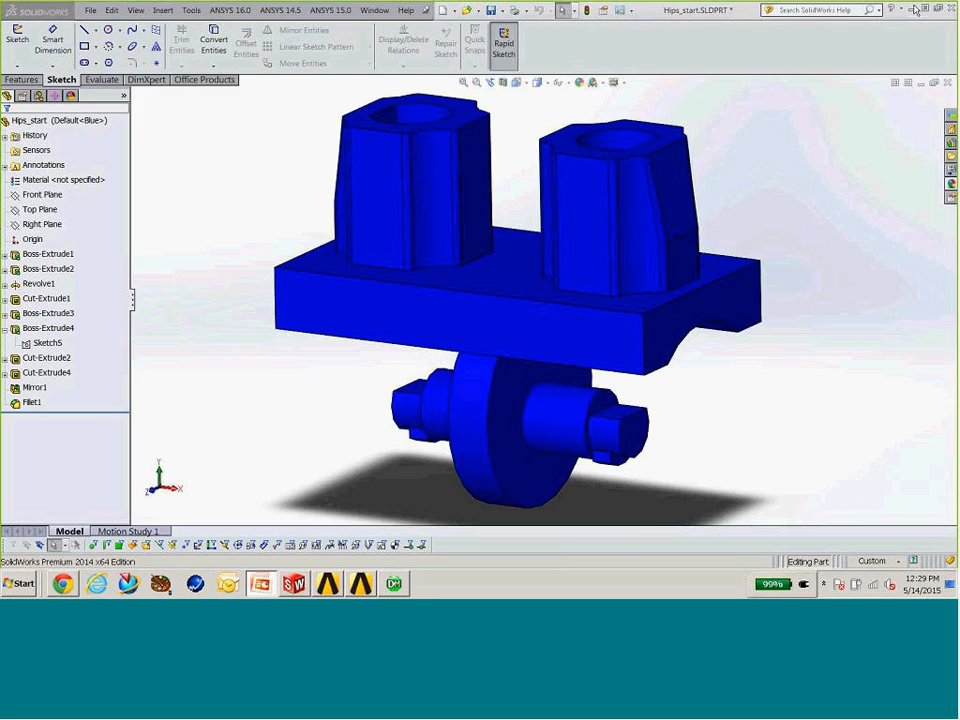 SOLIDWORKS File Edit View Insert Tools ANSYS 16.0 ANSYS 14.5 ANSYS 15.0 Window Help Hips_start.SLDPRT * Search SolidWorks Help
Sketch Smart Dimension Trim Entities Convert Entities Offset Entities Mirror Entities Display/Delete Relations Repair Sketch Quick Snaps Rapid Sketch
Linear Sketch Pattern
Move Entities
Features Sketch Evaluate DimXpert Office Products
Hips_start (Default<Blue>)
History
Sensors
Annotations
Material <not specified>
Front Plane
Top Plane
Right Plane
Origin
Boss-Extrude1
Boss-Extrude2
Revolve1
Cut-Extrude1
Boss-Extrude3
Boss-Extrude4
Sketch5
Cut-Extrude2
Cut-Extrude4
Mirror1
Fillet1
Y
Z X
Model Motion Study 1
SolidWorks Premium 2014 x64 Edition Editing Part Custom
Start 99% 12:29 PM
5/14/2015